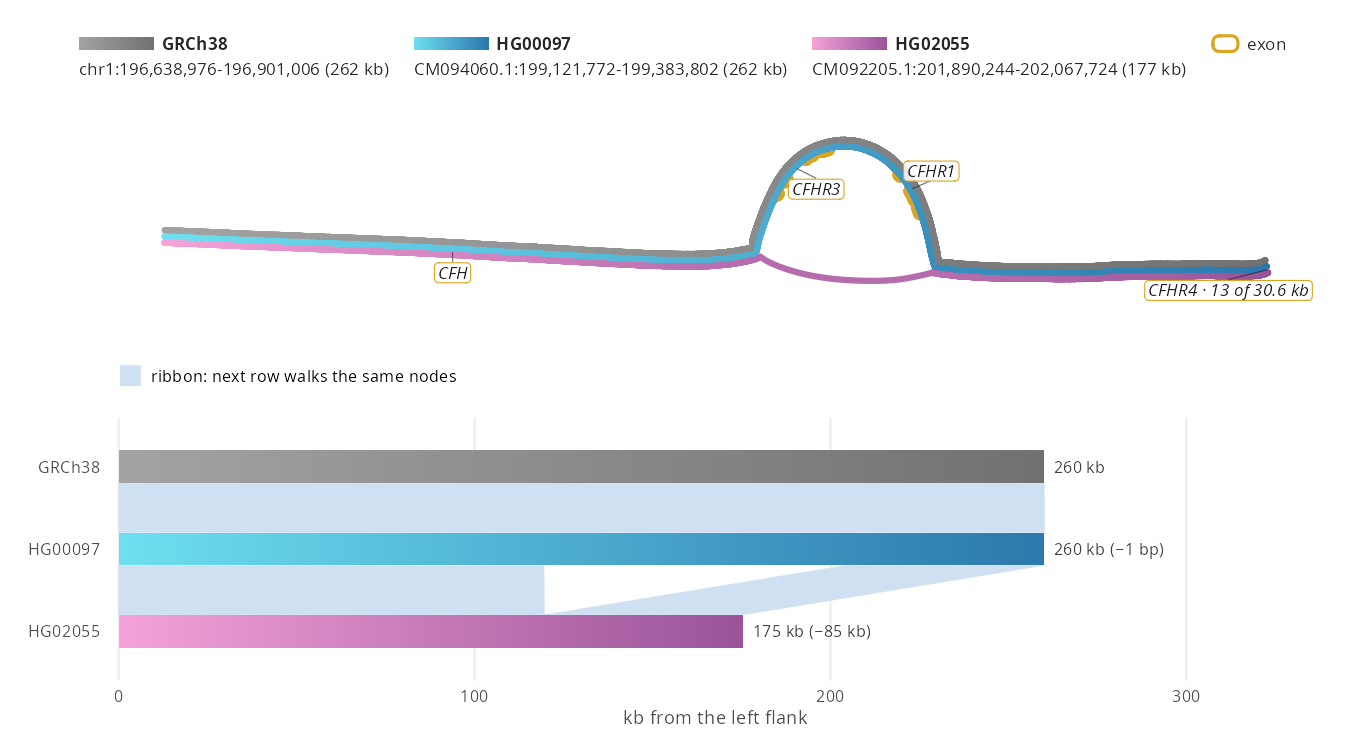 GRCh38
chr1:196,638,976-196,901,006 (262 kb)
HG00097
CM094060.1:199,121,772-199,383,802 (262 kb)
HG02055
CM092205.1:201,890,244-202,067,724 (177 kb)
exon
CFHR3
CFHR1
CFH
CFHR4 · 13 of 30.6 kb
ribbon: next row walks the same nodes
GRCh38
260 kb
HG00097
260 kb (−1 bp)
HG02055
175 kb (−85 kb)
0
100
200
300
kb from the left flank